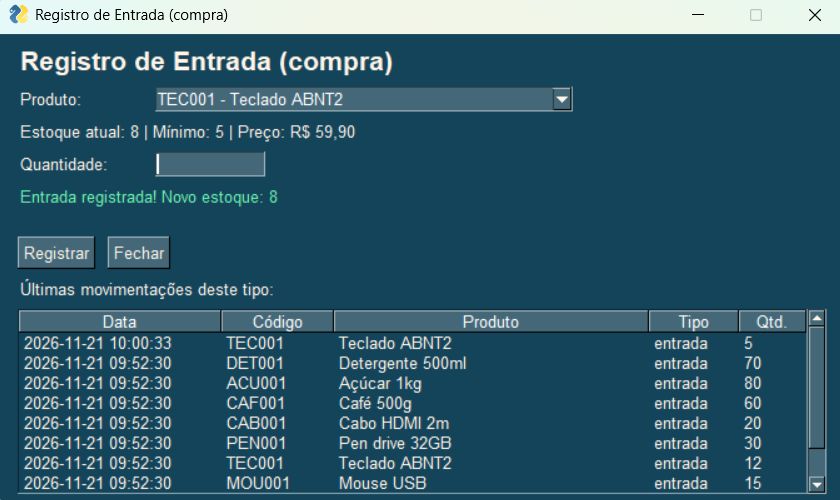 Registro de Entrada (compra)
Registro de Entrada (compra)
Produto: TEC001 - Teclado ABNT2
Estoque atual: 8 | Mínimo: 5 | Preço: R$ 59,90
Quantidade:
Entrada registrada! Novo estoque: 8
Registrar Fechar
Últimas movimentações deste tipo:
Data Código Produto Tipo Qtd.
2026-11-21 10:00:33 TEC001 Teclado ABNT2 entrada 5
2026-11-21 09:52:30 DET001 Detergente 500ml entrada 70
2026-11-21 09:52:30 ACU001 Açúcar 1kg entrada 80
2026-11-21 09:52:30 CAF001 Café 500g entrada 60
2026-11-21 09:52:30 CAB001 Cabo HDMI 2m entrada 20
2026-11-21 09:52:30 PEN001 Pen drive 32GB entrada 30
2026-11-21 09:52:30 TEC001 Teclado ABNT2 entrada 12
2026-11-21 09:52:30 MOU001 Mouse USB entrada 15